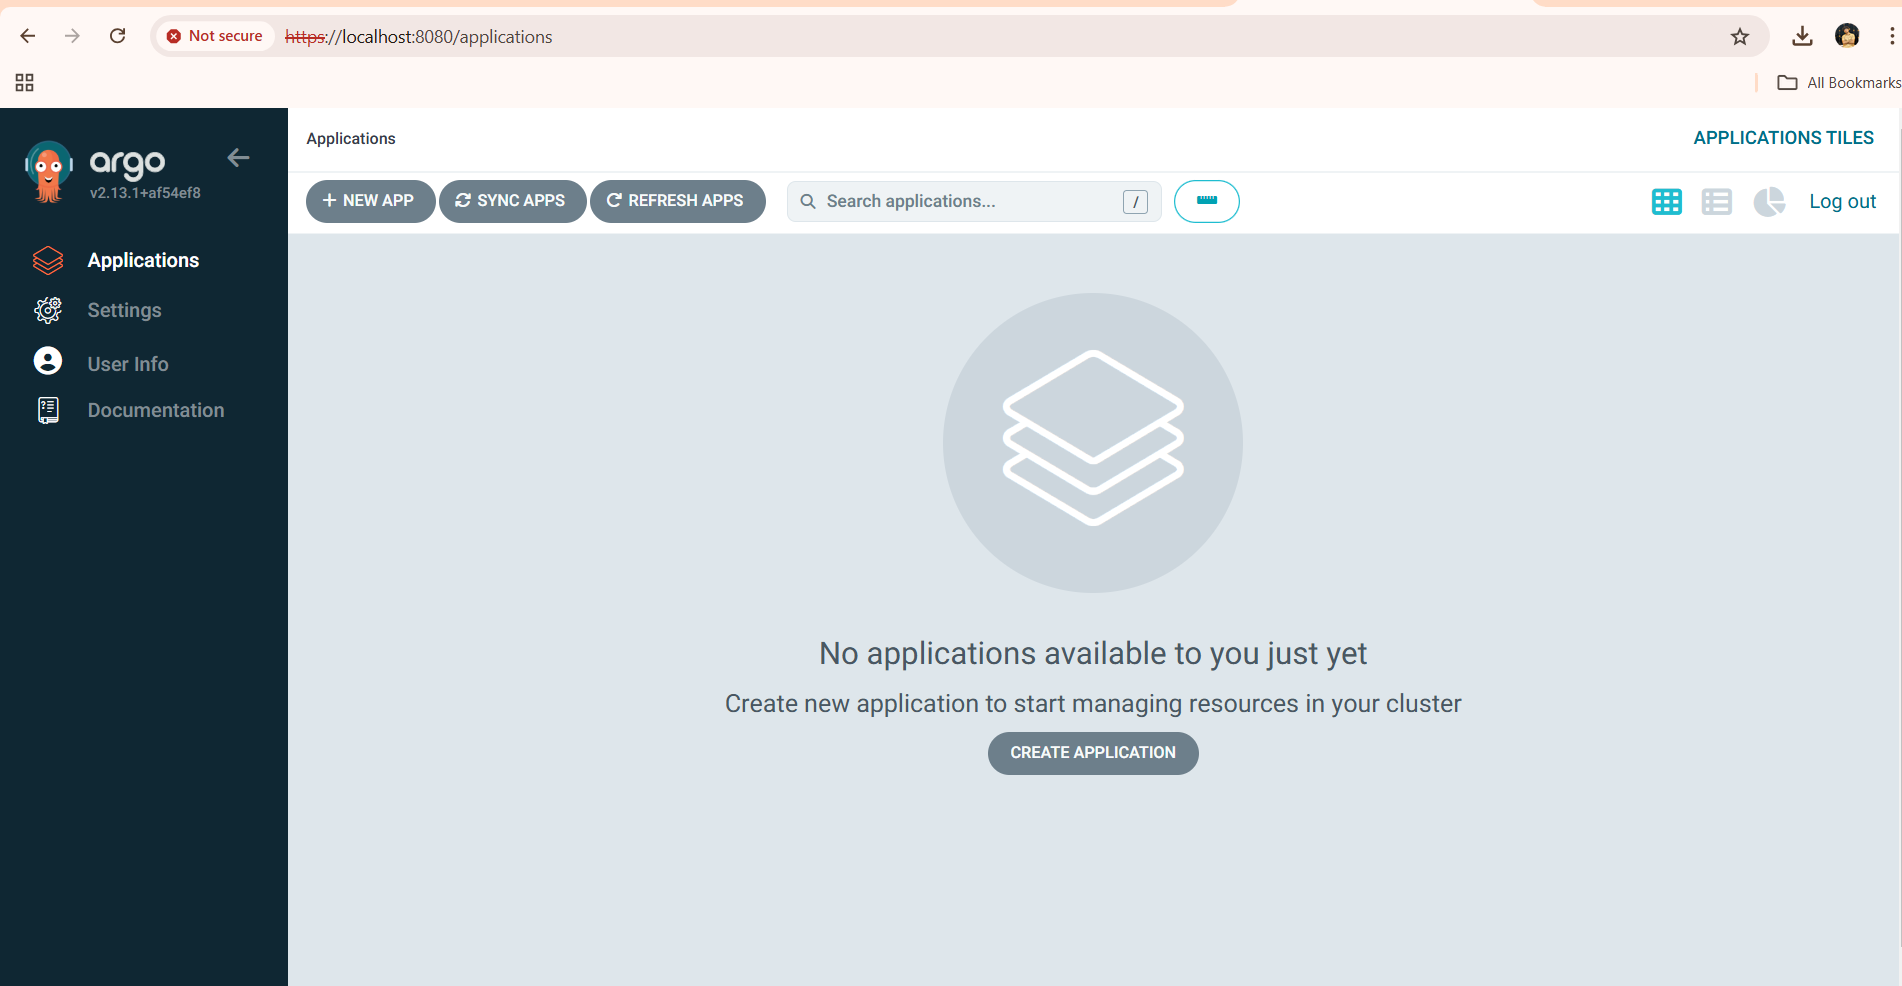 Not secure https://localhost:8080/applications
All Bookmarks
argo
v2.13.1+af54ef8
Applications
Settings
User Info
Documentation
Applications
APPLICATIONS TILES
+ NEW APP SYNC APPS REFRESH APPS Search applications... / Log out
No applications available to you just yet
Create new application to start managing resources in your cluster
CREATE APPLICATION